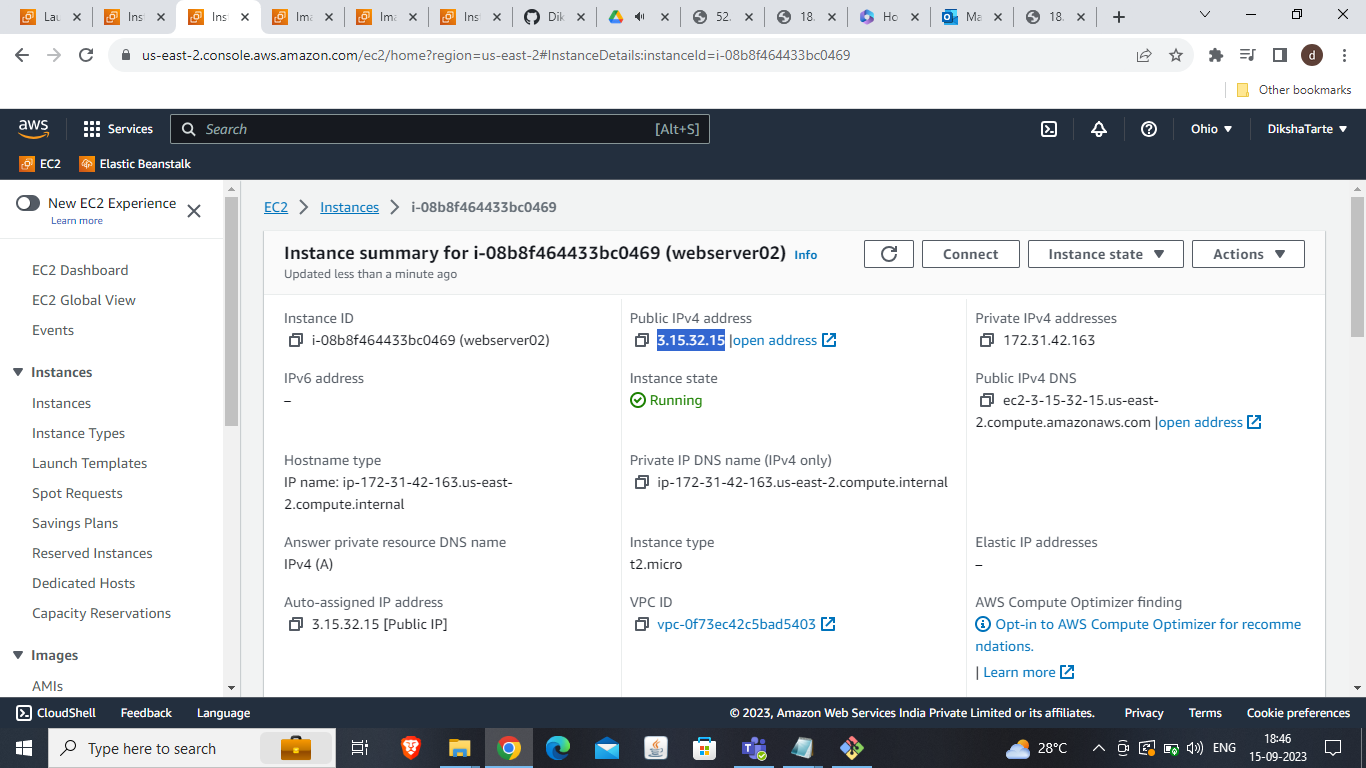 Lau
Inst
Inst
Ima
Ima
Inst
Dik
52.
18.
Ho
Ma
18.
us-east-2.console.aws.amazon.com/ec2/home?region=us-east-2#InstanceDetails:instanceId=i-08b8f464433bc0469
d
Other bookmarks
aws
Services
Search
[Alt+S]
Ohio
DikshaTarte
EC2
Elastic Beanstalk
New EC2 Experience
Learn more
EC2 Dashboard
EC2 Global View
Events
Instances
Instances
Instance Types
Launch Templates
Spot Requests
Savings Plans
Reserved Instances
Dedicated Hosts
Capacity Reservations
Images
AMIs
EC2
Instances
i-08b8f464433bc0469
Instance summary for i-08b8f464433bc0469 (webserver02) Info
Updated less than a minute ago
Connect
Instance state
Actions
Instance ID
i-08b8f464433bc0469 (webserver02)
Public IPv4 address
3.15.32.15 |open address
Private IPv4 addresses
172.31.42.163
IPv6 address
–
Instance state
Running
Public IPv4 DNS
ec2-3-15-32-15.us-east-
2.compute.amazonaws.com |open address
Hostname type
IP name: ip-172-31-42-163.us-east-
2.compute.internal
Private IP DNS name (IPv4 only)
ip-172-31-42-163.us-east-2.compute.internal
Answer private resource DNS name
IPv4 (A)
Instance type
t2.micro
Elastic IP addresses
–
Auto-assigned IP address
3.15.32.15 [Public IP]
VPC ID
vpc-0f73ec42c5bad5403
AWS Compute Optimizer finding
Opt-in to AWS Compute Optimizer for recomme
ndations.
| Learn more
CloudShell
Feedback
Language
© 2023, Amazon Web Services India Private Limited or its affiliates.
Privacy
Terms
Cookie preferences
Type here to search
28°C
ENG
18:46
15-09-2023